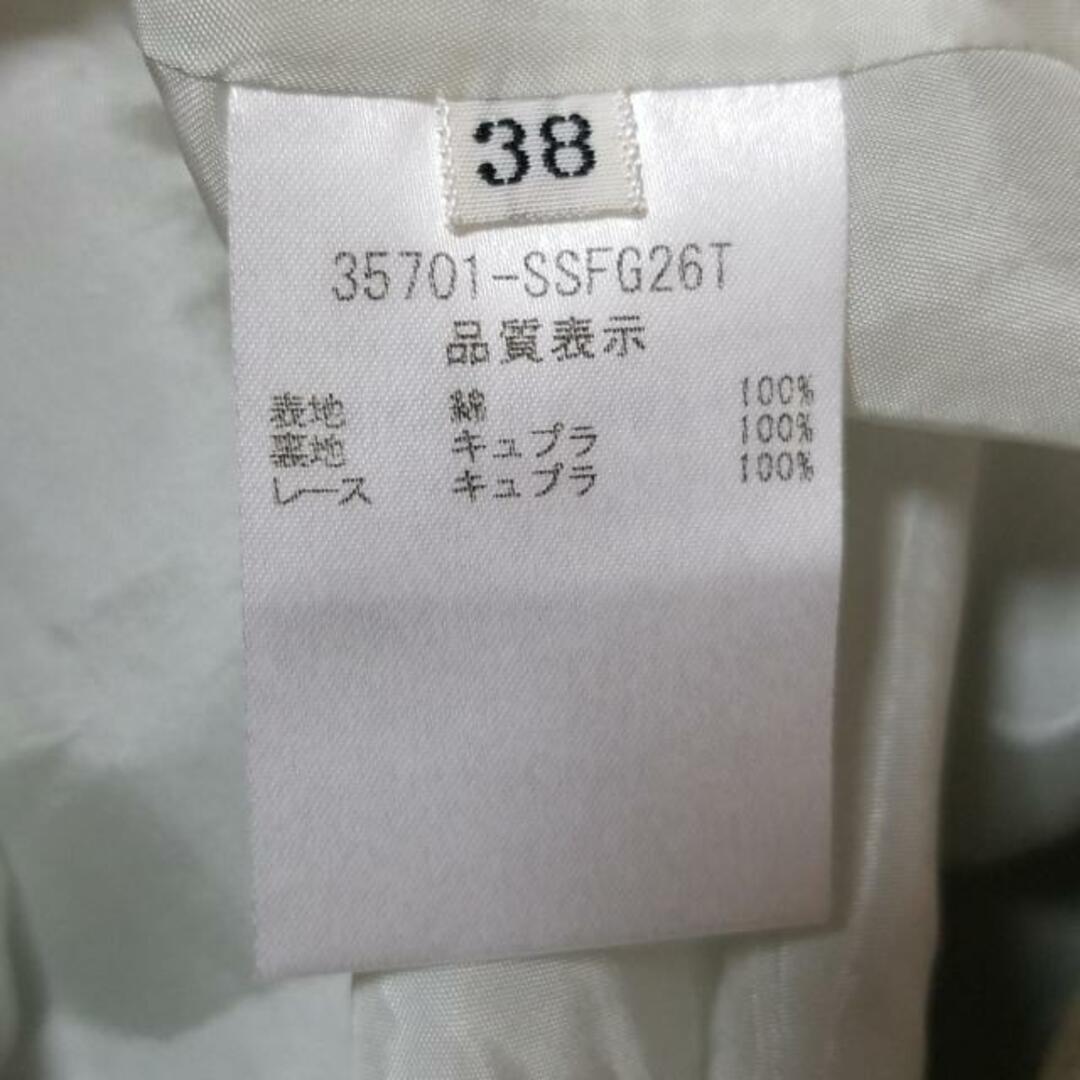 38
35701-SSFG26T
品質表示
表地 綿 100%
裏地 キュプラ 100%
レース キュプラ 100%